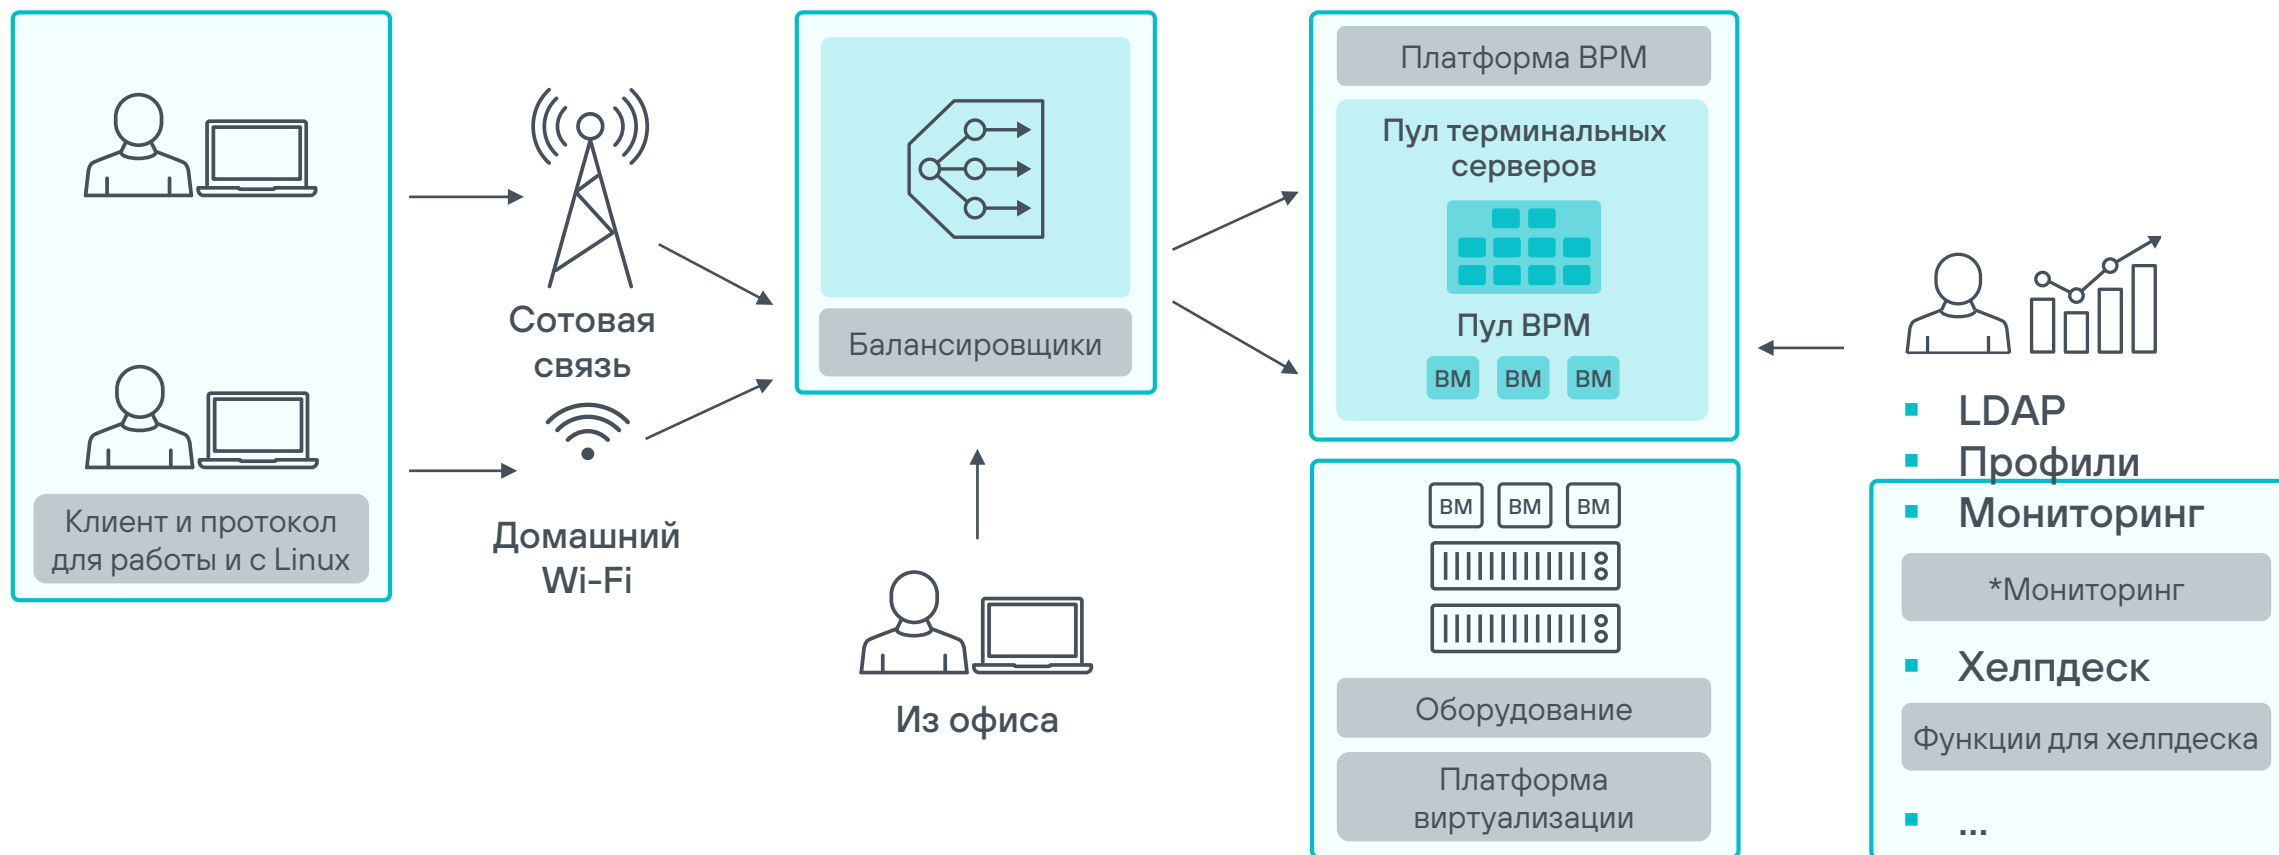 Клиент и протокол
для работы и с Linux
Сотовая
связь
Домашний
Wi-Fi
Балансировщики
Из офиса
Платформа ВРМ
Пул терминальных
серверов
Пул ВРМ
ВМ ВМ ВМ
ВМ ВМ ВМ
Оборудование
Платформа
виртуализации
LDAP
Профили
Мониторинг
*Мониторинг
Хелпдеск
Функции для хелпдеска
...